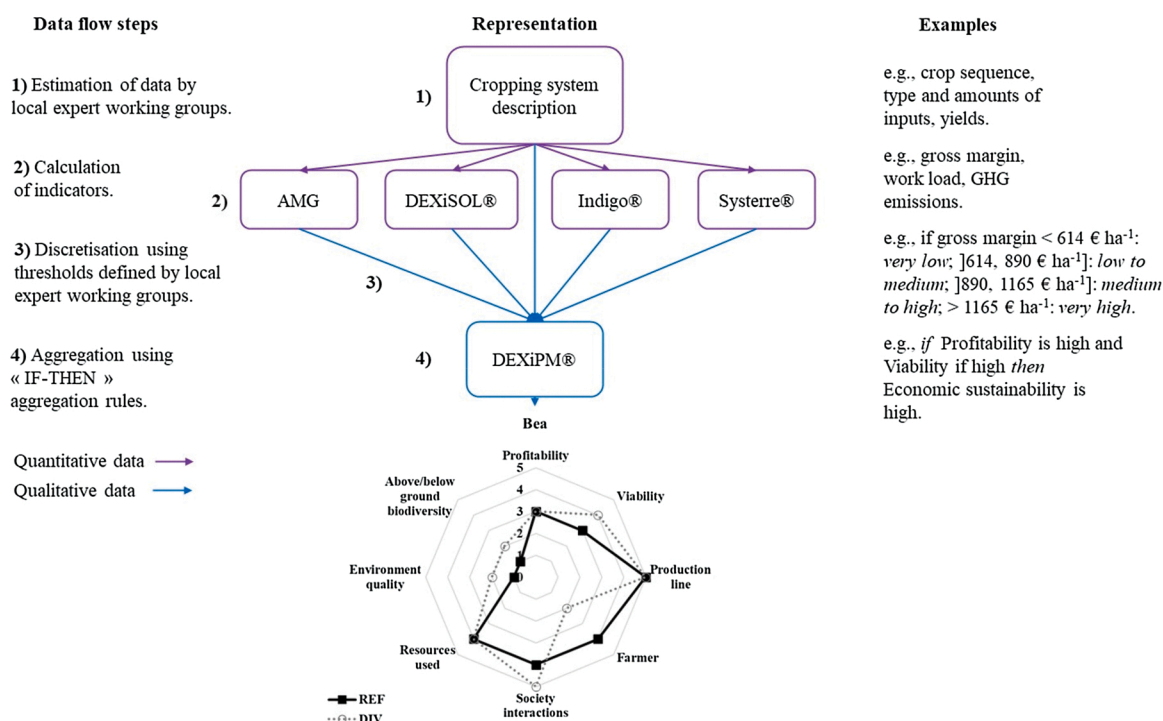 Data flow steps
Representation
Examples
1) Estimation of data by
local expert working groups.
1)
Cropping system
description
e.g., crop sequence,
type and amounts of
inputs, yields.
2) Calculation
of indicators.
2)
AMG
DEXiSOL®
Indigo®
Systerre®
e.g., gross margin,
work load, GHG
emissions.
3) Discretisation using
thresholds defined by local
expert working groups.
3)
e.g., if gross margin < 614 € ha-1:
very low; ]614, 890 € ha-1]: low to
medium; ]890, 1165 € ha-1]: medium
to high; > 1165 € ha-1: very high.
4) Aggregation using
« IF-THEN »
aggregation rules.
4)
DEXiPM®
e.g., if Profitability is high and
Viability if high then
Economic sustainability is
high.
Quantitative data
Qualitative data
Bea
Profitability
5
4
3
2
1
0
Viability
Production
line
Farmer
Society
interactions
Resources
used
Environment
quality
Above/below
ground
biodiversity
REF
DIV